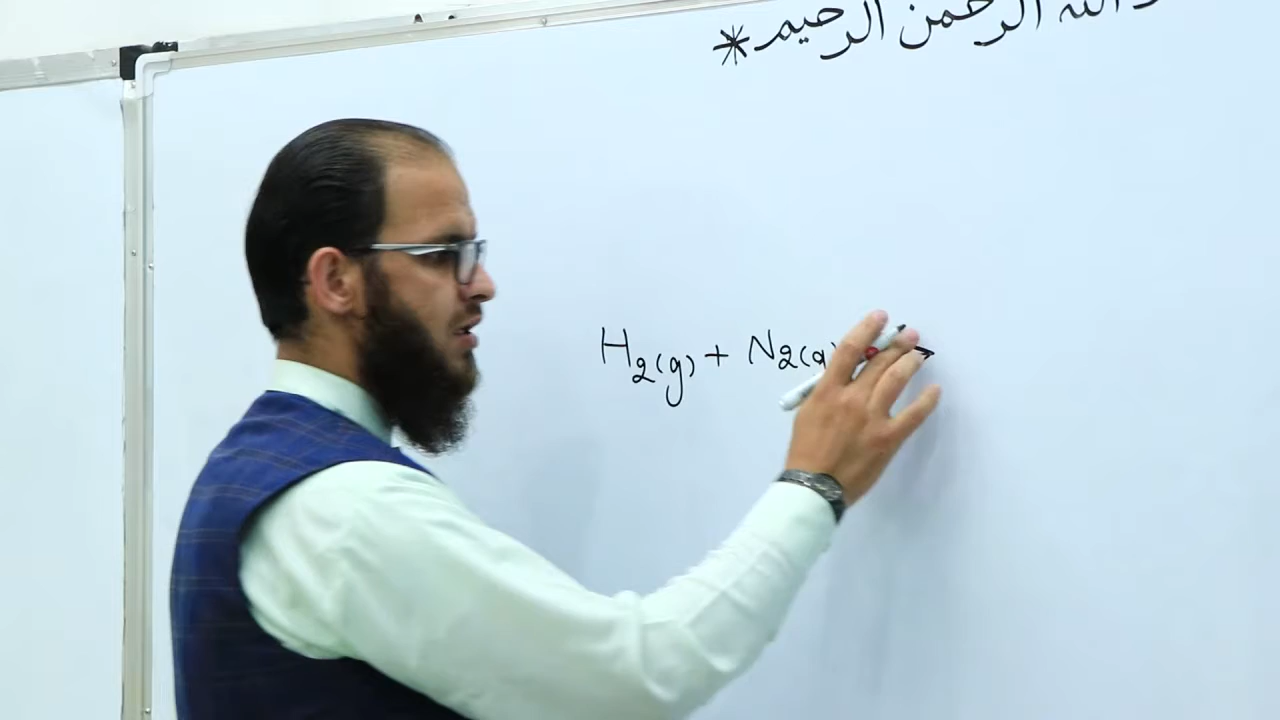 الله الرحمن الرحيم *
H2(g) + N2(g) →